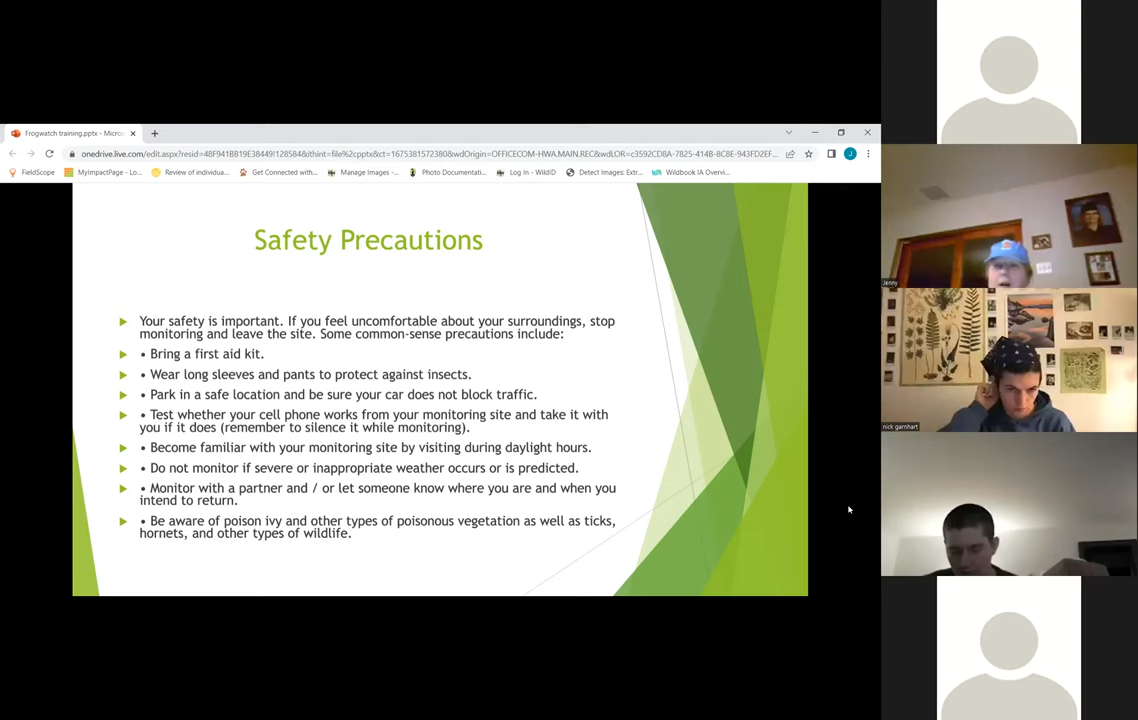 Frogwatch training.pptx - Micros
onedrive.live.com/edit.aspx?resid=48F941BB19E38449!128584&ithint=file%2cpptx&ct=1675381572380&wdOrigin=OFFICECOM-HWA.MAIN.REC&wdLOR=c3592CD8A-7825-414B-8C8E-943FD2EF...
FieldScope MyImpactPage - Lo... Review of individua... Get Connected with... Manage Images -... Photo Documentati... Log In - WildID Detect Images: Extr... Wildbook IA Overvi...
J
Safety Precautions
Your safety is important. If you feel uncomfortable about your surroundings, stop
monitoring and leave the site. Some common-sense precautions include:
• Bring a first aid kit.
• Wear long sleeves and pants to protect against insects.
• Park in a safe location and be sure your car does not block traffic.
• Test whether your cell phone works from your monitoring site and take it with
you if it does (remember to silence it while monitoring).
• Become familiar with your monitoring site by visiting during daylight hours.
• Do not monitor if severe or inappropriate weather occurs or is predicted.
• Monitor with a partner and / or let someone know where you are and when you
intend to return.
• Be aware of poison ivy and other types of poisonous vegetation as well as ticks,
hornets, and other types of wildlife.
Jenny
nick garnhart